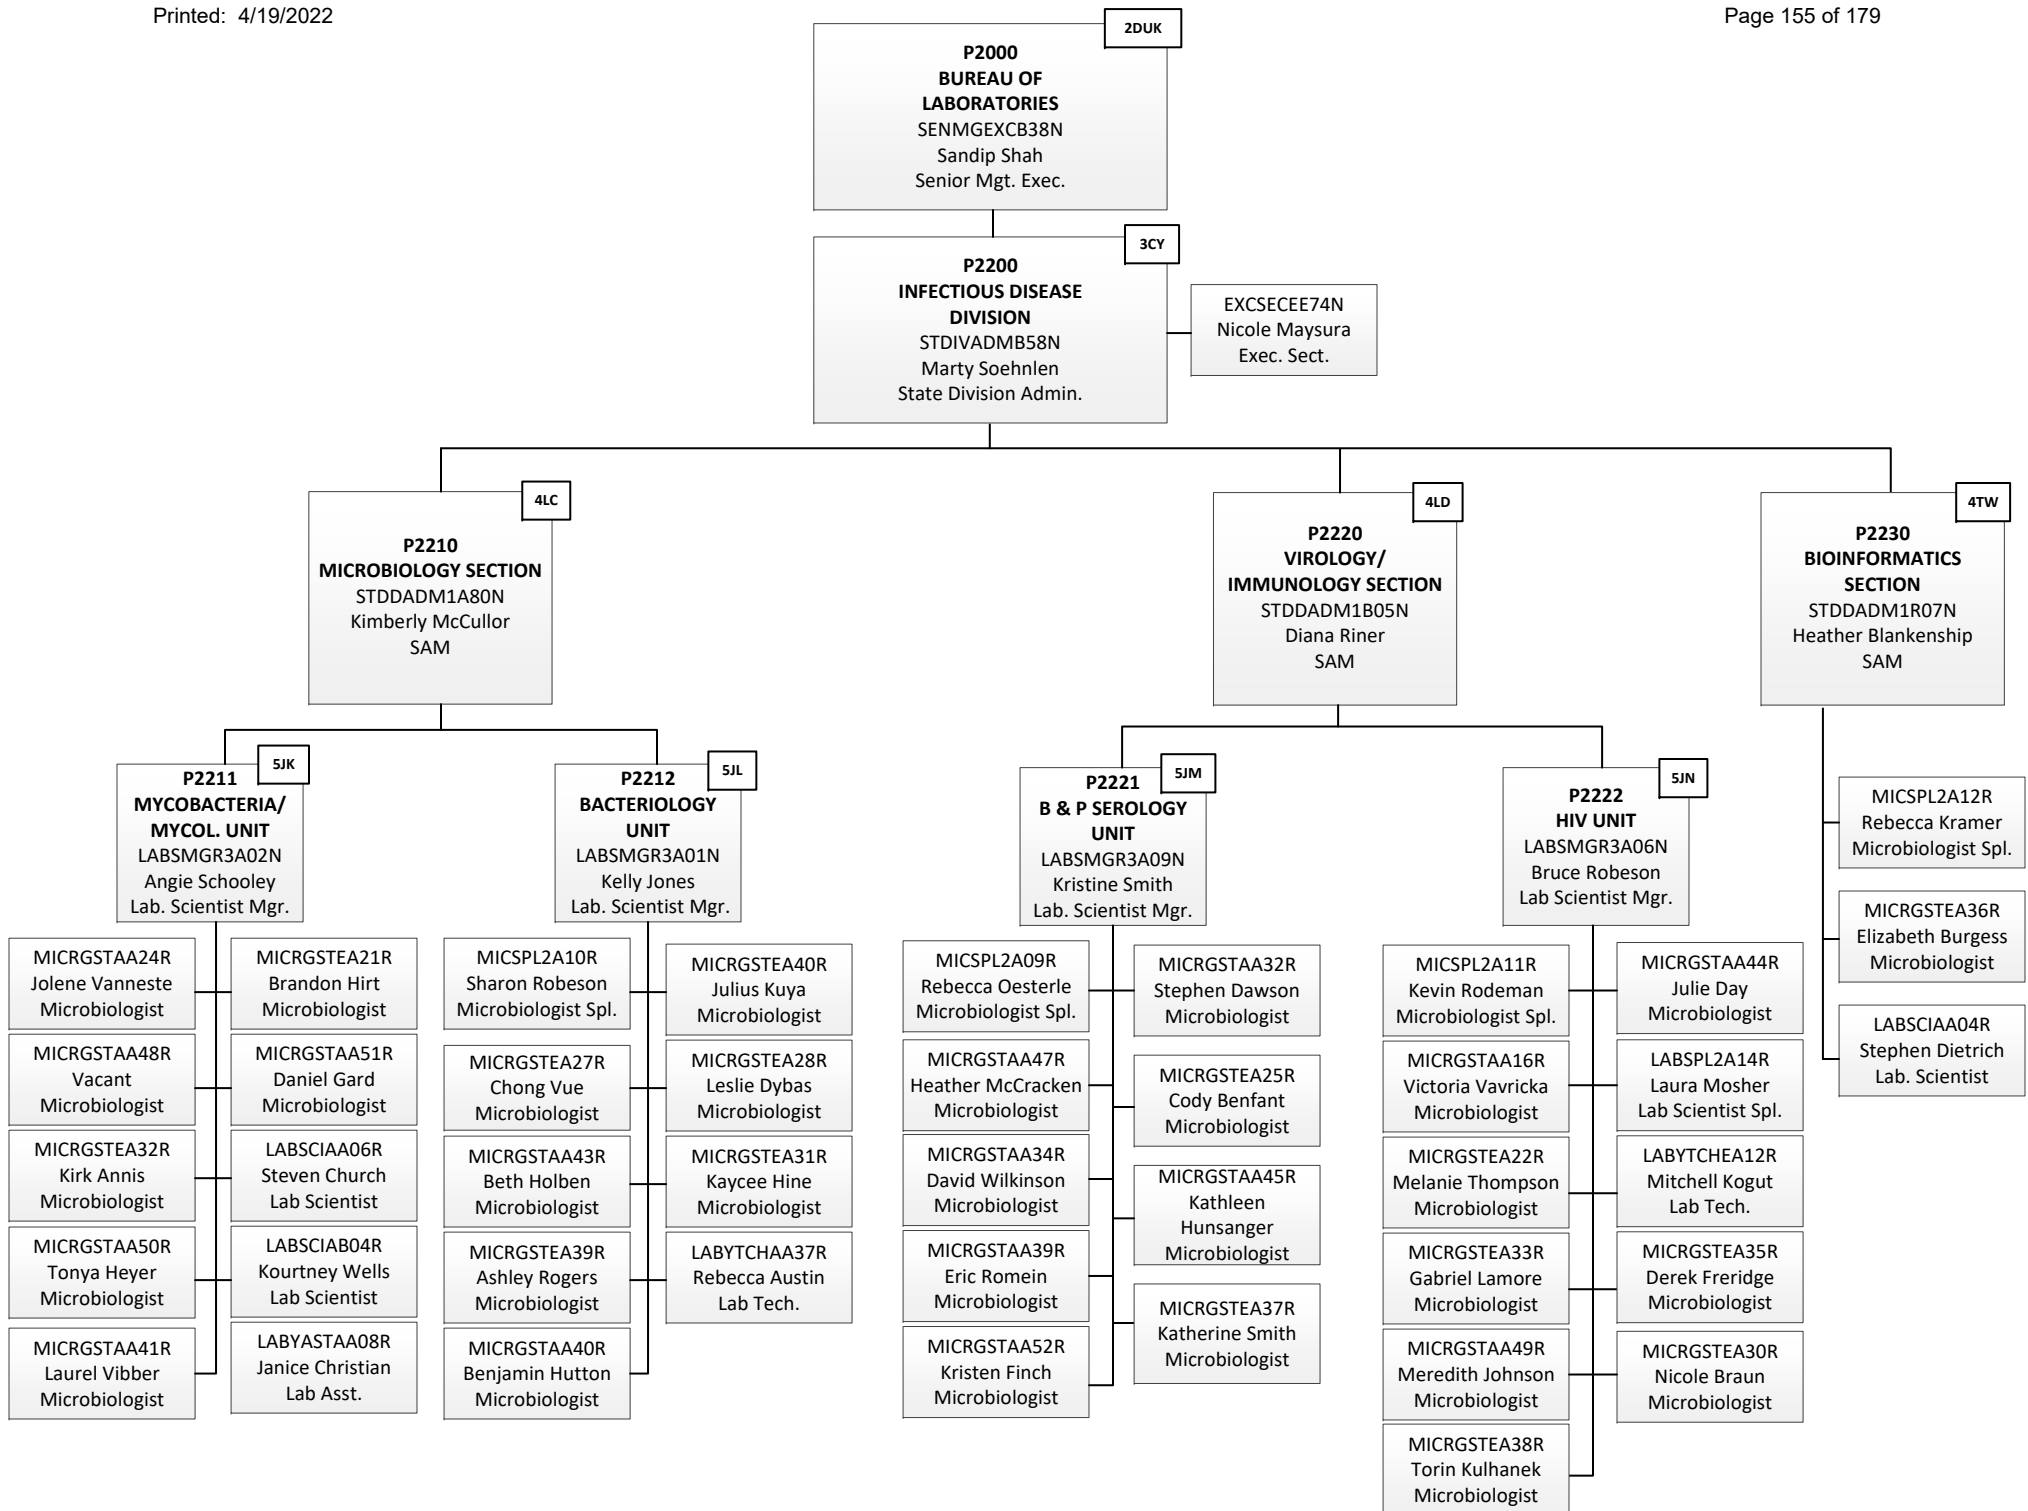 Printed: 4/19/2022
Page 155 of 179
2DUK
P2000
BUREAU OF
LABORATORIES
SENMGEXCB38N
Sandip Shah
Senior Mgt. Exec.
3CY
P2200
INFECTIOUS DISEASE
DIVISION
STDIVADMB58N
Marty Soehnlen
State Division Admin.
EXCSECEE74N
Nicole Maysura
Exec. Sect.
4LC
P2210
MICROBIOLOGY SECTION
STDDADM1A80N
Kimberly McCullor
SAM
4LD
P2220
VIROLOGY/
IMMUNOLOGY SECTION
STDDADM1B05N
Diana Riner
SAM
4TW
P2230
BIOINFORMATICS
SECTION
STDDADM1R07N
Heather Blankenship
SAM
5JK
P2211
MYCOBACTERIA/
MYCOL. UNIT
LABSMGR3A02N
Angie Schooley
Lab. Scientist Mgr.
5JL
P2212
BACTERIOLOGY
UNIT
LABSMGR3A01N
Kelly Jones
Lab. Scientist Mgr.
5JM
P2221
B & P SEROLOGY
UNIT
LABSMGR3A09N
Kristine Smith
Lab. Scientist Mgr.
5JN
P2222
HIV UNIT
LABSMGR3A06N
Bruce Robeson
Lab Scientist Mgr.
MICRGSTAA24R
Jolene Vanneste
Microbiologist
MICRGSTEA21R
Brandon Hirt
Microbiologist
MICRGSTAA48R
Vacant
Microbiologist
MICRGSTAA51R
Daniel Gard
Microbiologist
MICRGSTEA32R
Kirk Annis
Microbiologist
LABSCIAA06R
Steven Church
Lab Scientist
MICRGSTAA50R
Tonya Heyer
Microbiologist
LABSCIAB04R
Kourtney Wells
Lab Scientist
MICRGSTAA41R
Laurel Vibber
Microbiologist
LABYASTAA08R
Janice Christian
Lab Asst.
MICSPL2A10R
Sharon Robeson
Microbiologist Spl.
MICRGSTEA40R
Julius Kuya
Microbiologist
MICRGSTEA27R
Chong Vue
Microbiologist
MICRGSTEA28R
Leslie Dybas
Microbiologist
MICRGSTAA43R
Beth Holben
Microbiologist
MICRGSTEA31R
Kaycee Hine
Microbiologist
MICRGSTEA39R
Ashley Rogers
Microbiologist
LABYTCHAA37R
Rebecca Austin
Lab Tech.
MICRGSTAA40R
Benjamin Hutton
Microbiologist
MICSPL2A09R
Rebecca Oesterle
Microbiologist Spl.
MICRGSTAA32R
Stephen Dawson
Microbiologist
MICRGSTAA47R
Heather McCracken
Microbiologist
MICRGSTEA25R
Cody Benfant
Microbiologist
MICRGSTAA34R
David Wilkinson
Microbiologist
MICRGSTAA45R
Kathleen
Hunsanger
Microbiologist
MICRGSTAA39R
Eric Romein
Microbiologist
MICRGSTEA37R
Katherine Smith
Microbiologist
MICRGSTAA52R
Kristen Finch
Microbiologist
MICSPL2A11R
Kevin Rodeman
Microbiologist Spl.
MICRGSTAA44R
Julie Day
Microbiologist
MICRGSTAA16R
Victoria Vavricka
Microbiologist
LABSPL2A14R
Laura Mosher
Lab Scientist Spl.
MICRGSTEA22R
Melanie Thompson
Microbiologist
LABYTCHEA12R
Mitchell Kogut
Lab Tech.
MICRGSTEA33R
Gabriel Lamore
Microbiologist
MICRGSTEA35R
Derek Freridge
Microbiologist
MICRGSTAA49R
Meredith Johnson
Microbiologist
MICRGSTEA30R
Nicole Braun
Microbiologist
MICRGSTEA38R
Torin Kulhanek
Microbiologist
MICSPL2A12R
Rebecca Kramer
Microbiologist Spl.
MICRGSTEA36R
Elizabeth Burgess
Microbiologist
LABSCIAA04R
Stephen Dietrich
Lab. Scientist